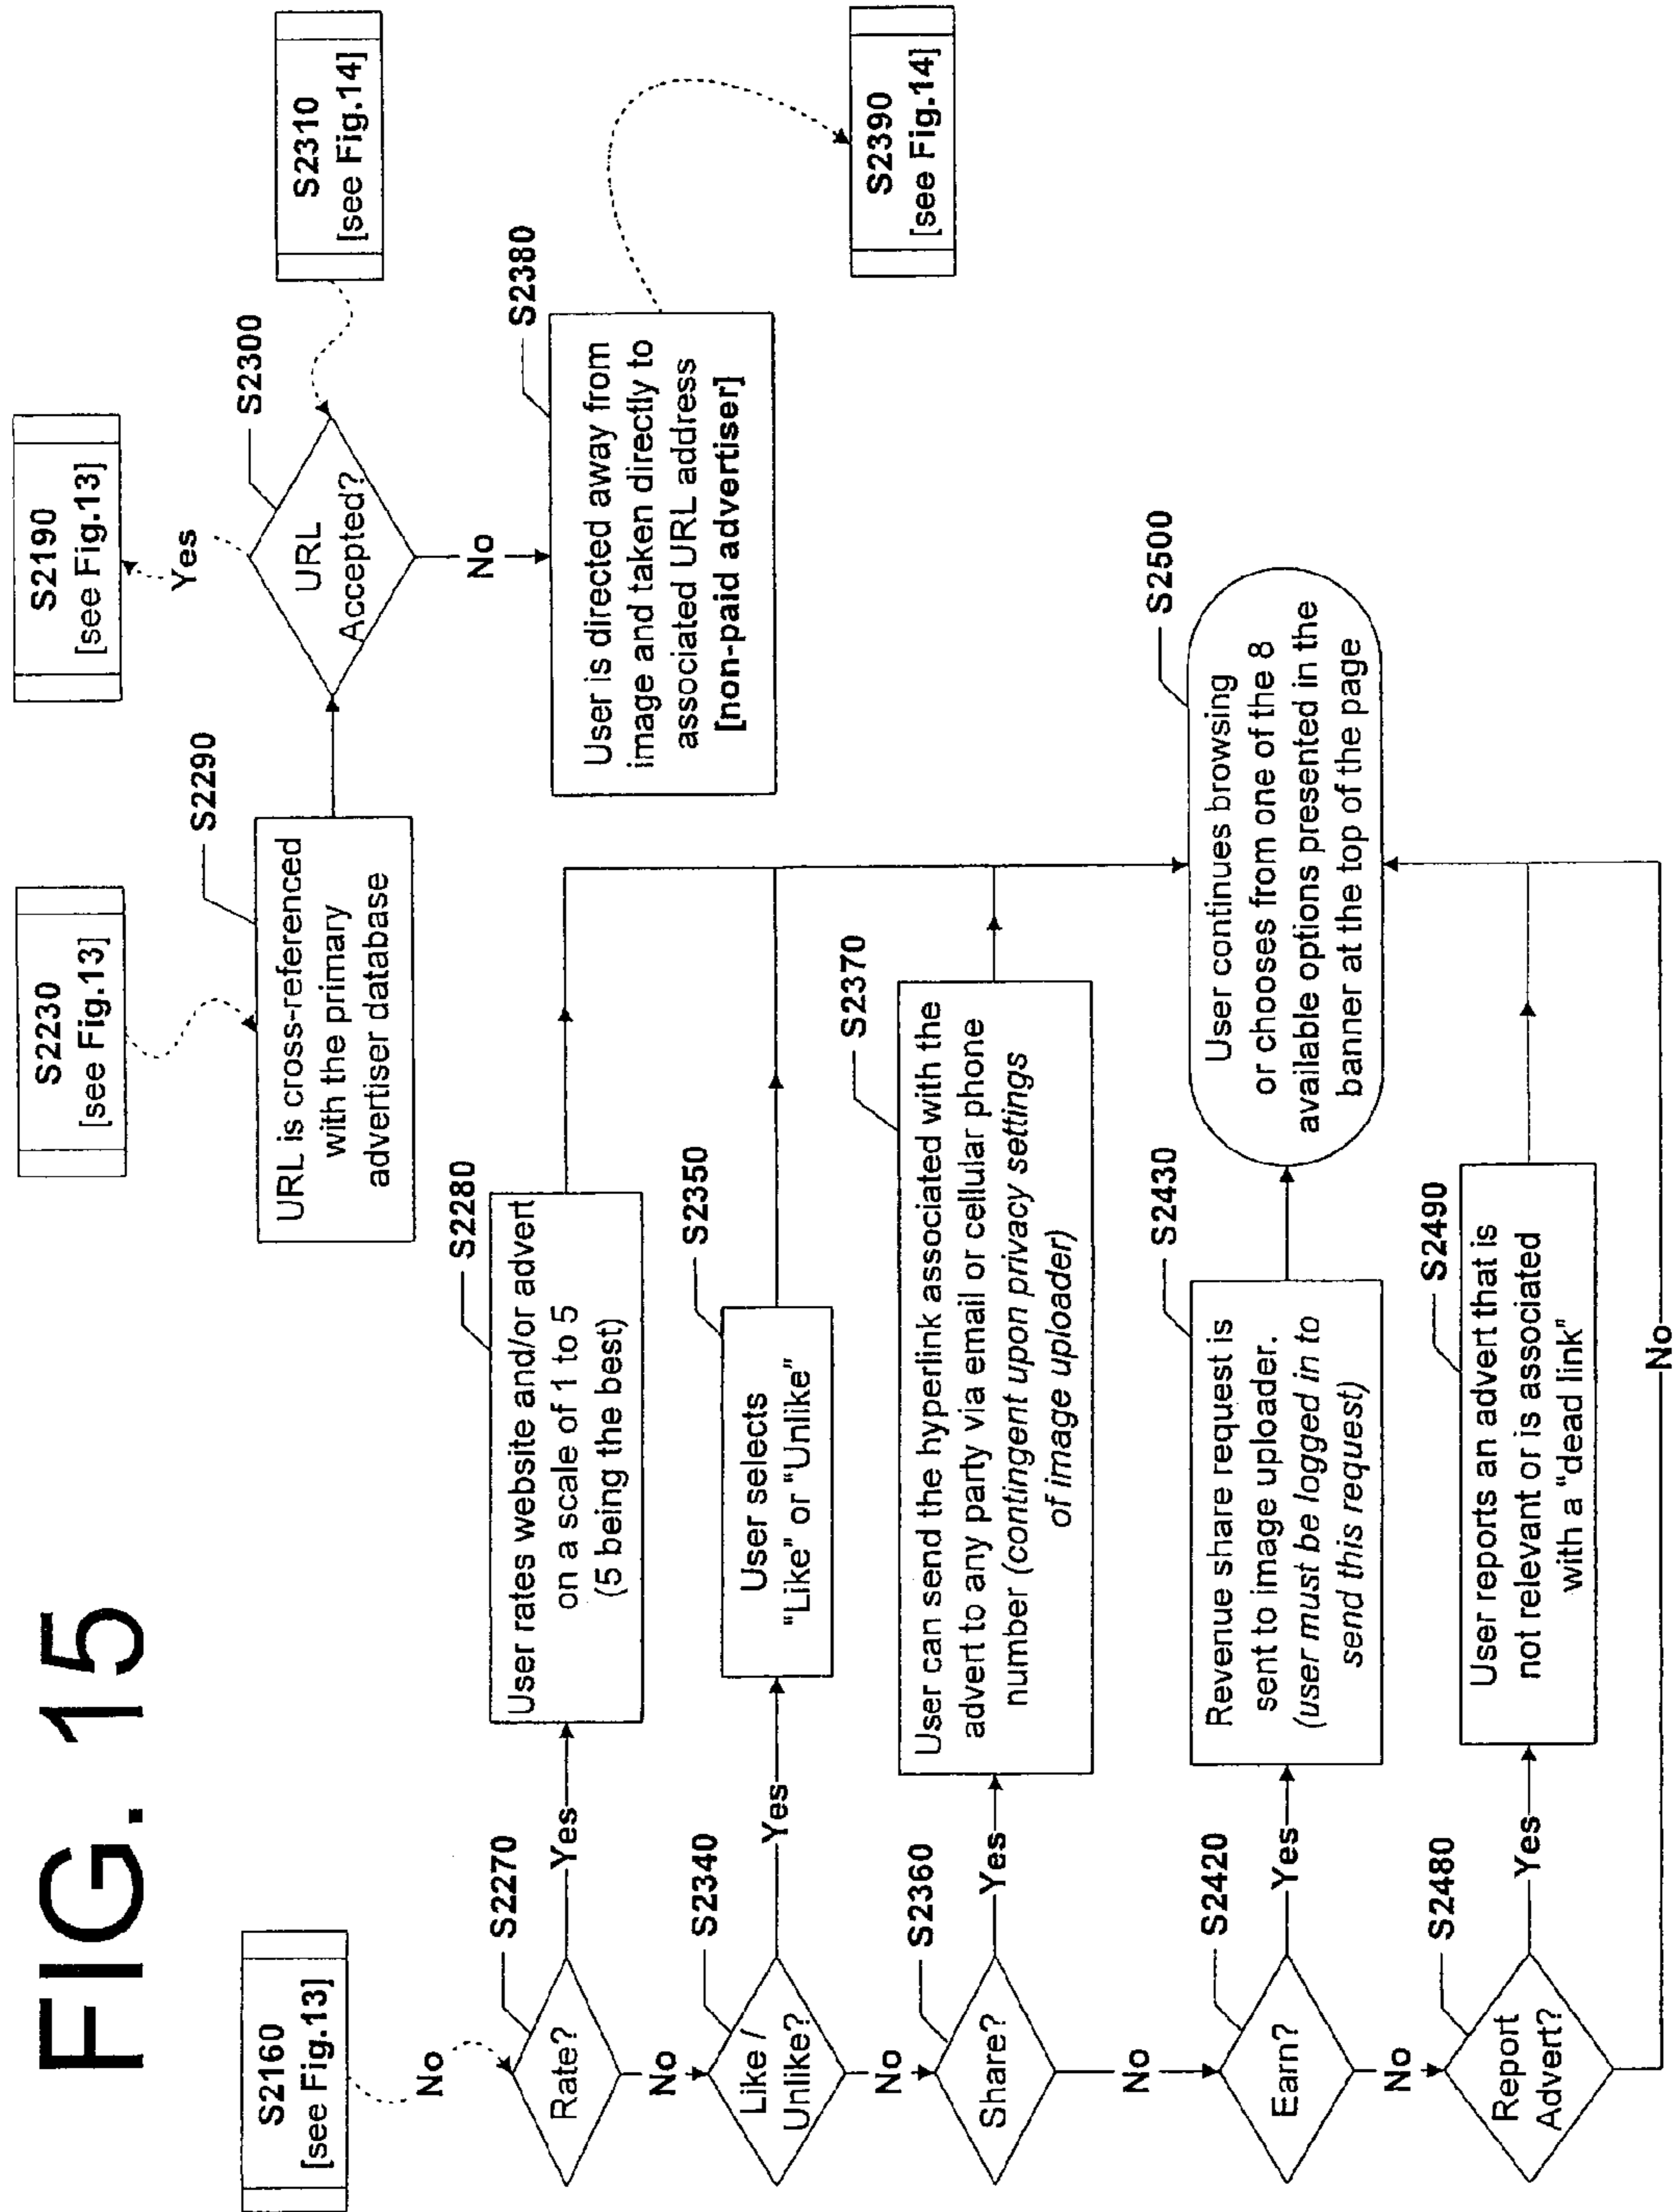 FIG. 15
S2160
[see Fig.13]
No
S2270
Rate?
Yes
S2280
User rates website and/or advert
on a scale of 1 to 5
(5 being the best)
No
S2340
Like /
Unlike?
Yes
S2350
User selects
“Like” or “Unlike”
No
S2360
Share?
Yes
S2370
User can send the hyperlink associated with the
advert to any party via email or cellular phone
number (contingent upon privacy settings
of image uploader)
No
S2420
Earn?
Yes
S2430
Revenue share request is
sent to image uploader.
(user must be logged in to
send this request)
No
S2480
Report
Advert?
Yes
S2490
User reports an advert that is
not relevant or is associated
with a “dead link”
No
S2500
User continues browsing
or chooses from one of the 8
available options presented in the
banner at the top of the page
S2230
[see Fig.13]
S2290
URL is cross-referenced
with the primary
advertiser database
S2190
[see Fig.13]
Yes
S2300
URL
Accepted?
S2310
[see Fig.14]
No
S2380
User is directed away from
image and taken directly to
associated URL address
[non-paid advertiser]
S2390
[see Fig.14]